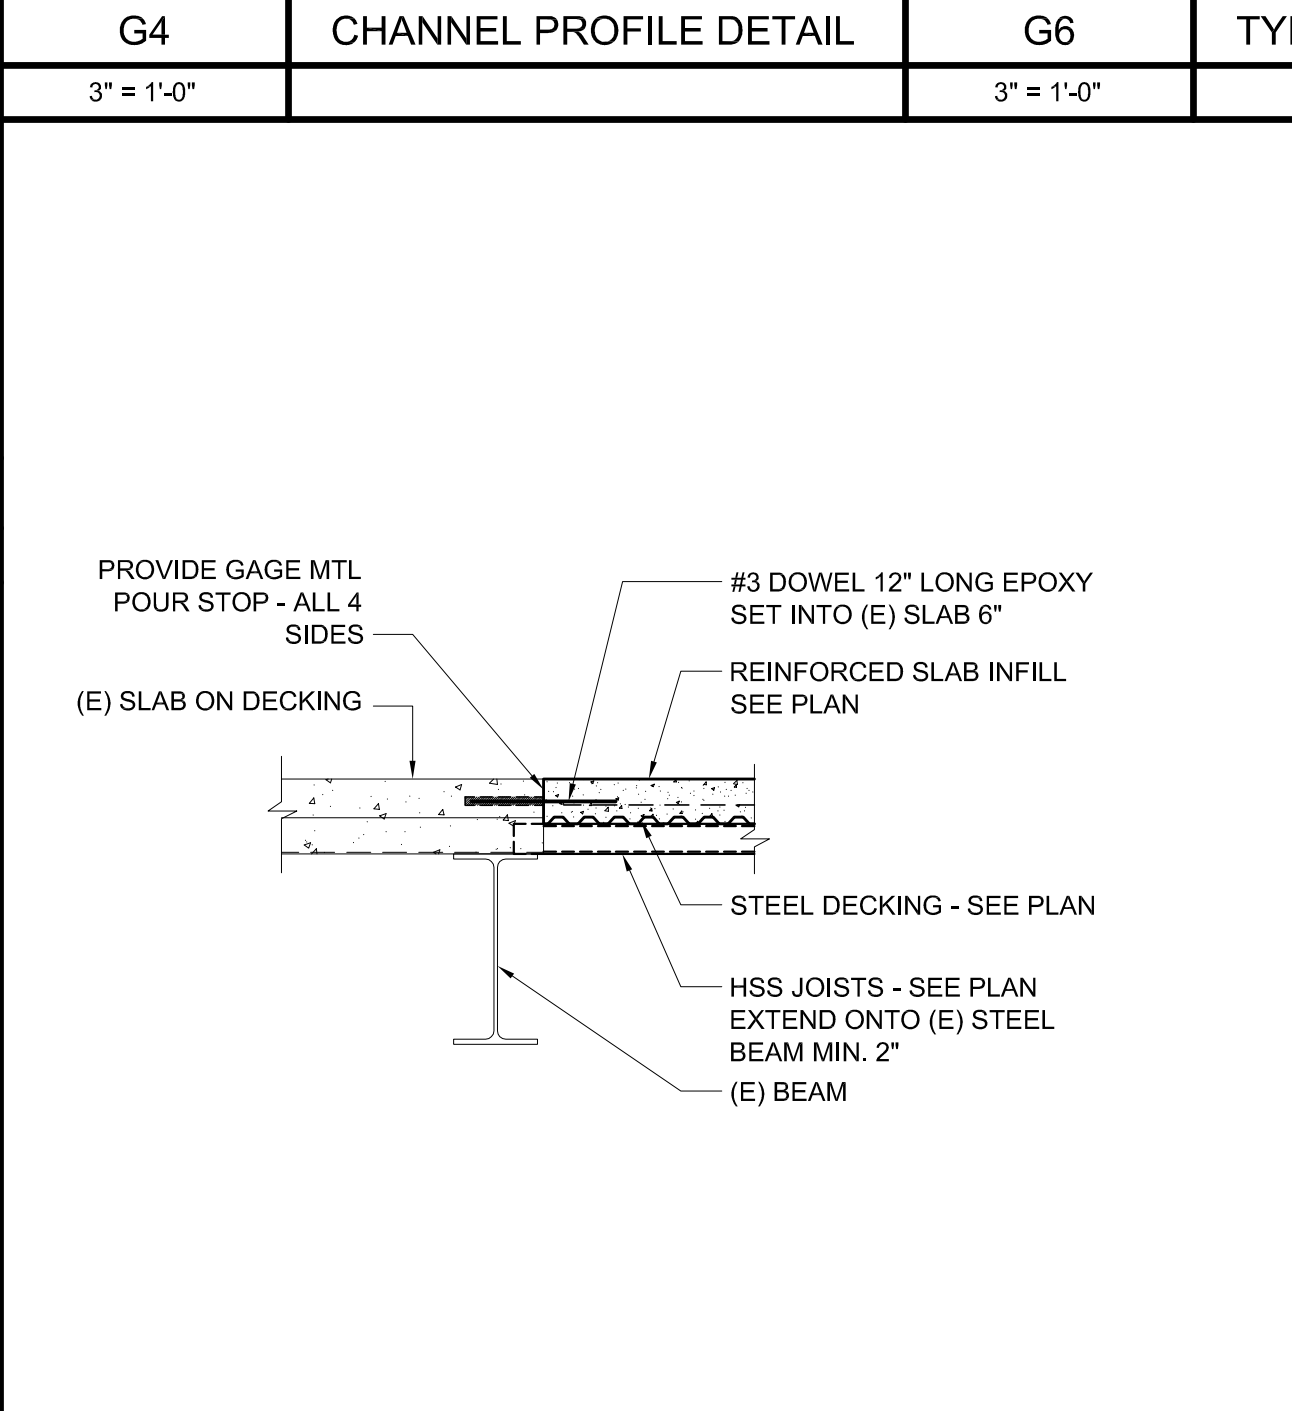 G4
CHANNEL PROFILE DETAIL
G6
3" = 1'-0"
3" = 1'-0"
PROVIDE GAGE MTL
POUR STOP - ALL 4
SIDES
(E) SLAB ON DECKING
#3 DOWEL 12" LONG EPOXY
SET INTO (E) SLAB 6"
REINFORCED SLAB INFILL
SEE PLAN
STEEL DECKING - SEE PLAN
HSS JOISTS - SEE PLAN
EXTEND ONTO (E) STEEL
BEAM MIN. 2"
(E) BEAM